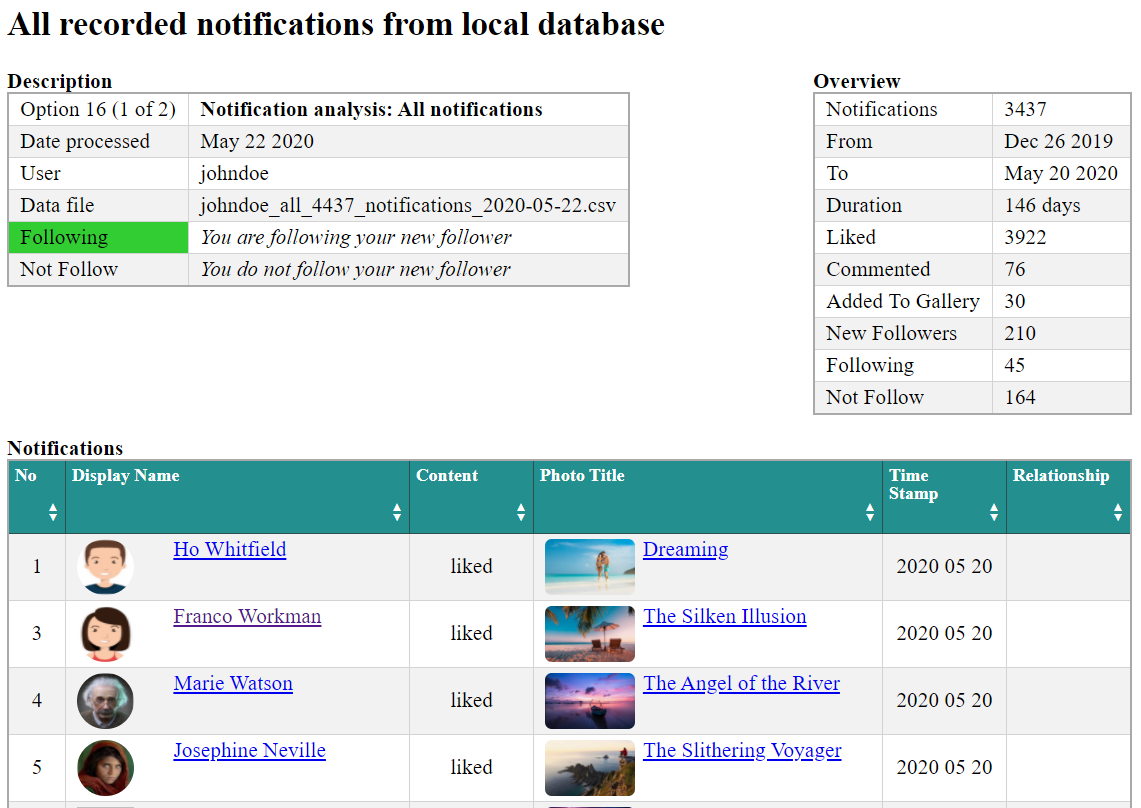 All recorded notifications from local database
Description
Option 16 (1 of 2) Notification analysis: All notifications
Date processed May 22 2020
User johndoe
Data file johndoe_all_4437_notifications_2020-05-22.csv
Following You are following your new follower
Not Follow You do not follow your new follower
Overview
Notifications 3437
From Dec 26 2019
To May 20 2020
Duration 146 days
Liked 3922
Commented 76
Added To Gallery 30
New Followers 210
Following 45
Not Follow 164
Notifications
No Display Name Content Photo Title Time Stamp Relationship
1 Ho Whitfield liked Dreaming 2020 05 20
3 Franco Workman liked The Silken Illusion 2020 05 20
4 Marie Watson liked The Angel of the River 2020 05 20
5 Josephine Neville liked The Slithering Voyager 2020 05 20